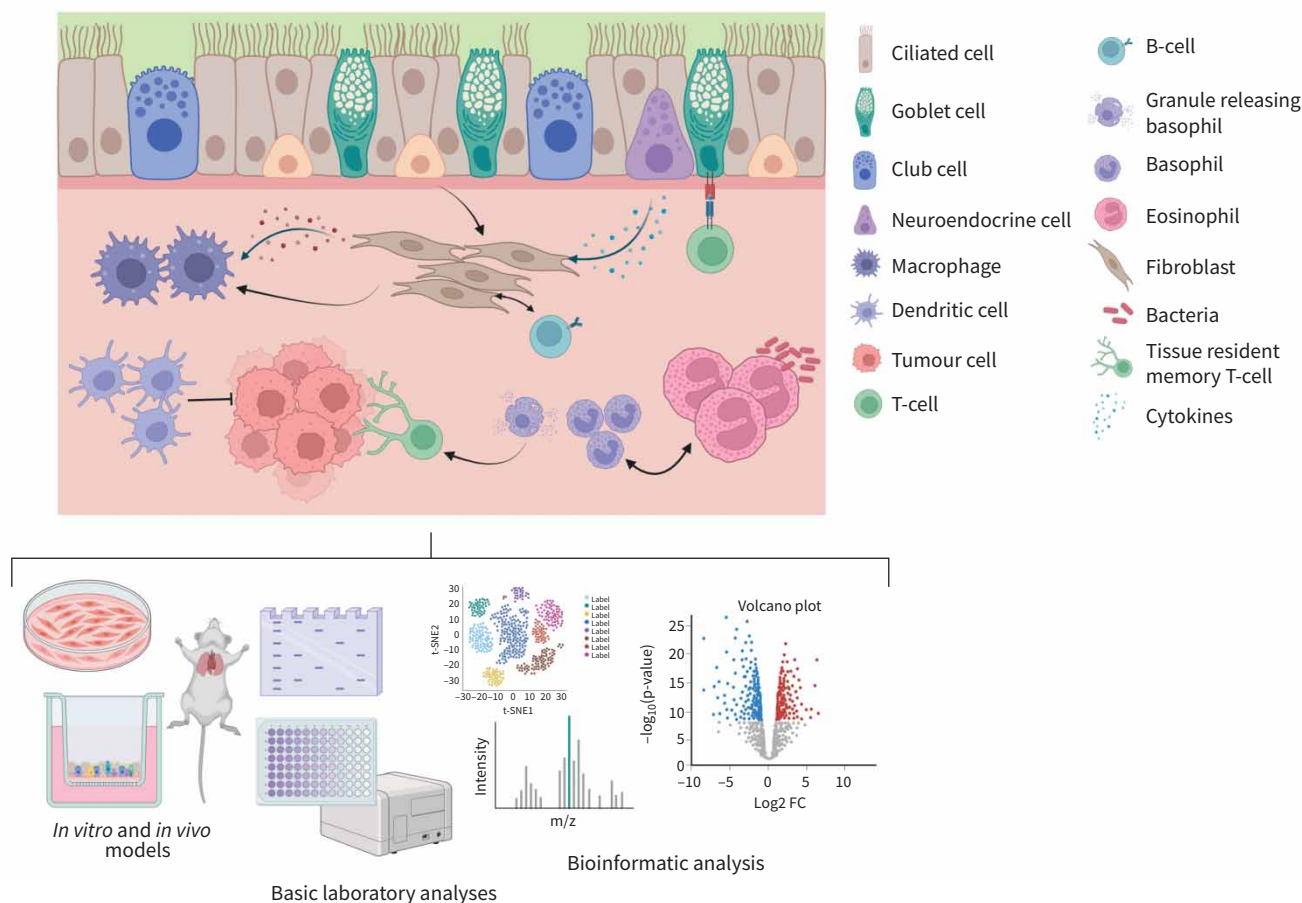 Ciliated cell
Goblet cell
Club cell
Neuroendocrine cell
Macrophage
Dendritic cell
Tumour cell
T-cell
B-cell
Granule releasing
basophil
Basophil
Eosinophil
Fibroblast
Bacteria
Tissue resident
memory T-cell
Cytokines
In vitro and in vivo
models
Basic laboratory analyses
30
20
10
0
−10
−20
−30
t-SNE2
−30 −20 −10 0 10 20 30
t-SNE1
Label
Label
Label
Label
Label
Label
Label
Label
Intensity
m/z
Bioinformatic analysis
Volcano plot
25
20
15
10
5
0
−log10(p-value)
−10 −5 0 5 10
Log2 FC